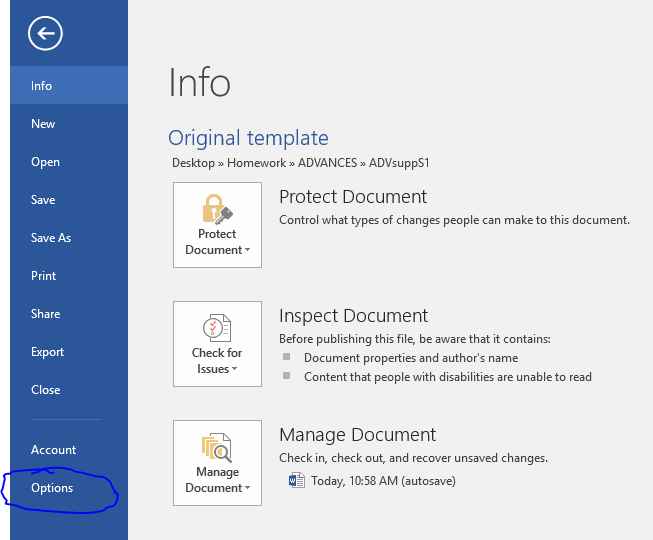 Info
New
Open
Save
Save As
Print
Share
Export
Close
Account
Options
Info
Original template
Desktop » Homework » ADVANCES » ADVsuppS1
Protect
Document
Protect Document
Control what types of changes people can make to this document.
Check for
Issues
Inspect Document
Before publishing this file, be aware that it contains:
Document properties and author's name
Content that people with disabilities are unable to read
Manage
Document
Manage Document
Check in, check out, and recover unsaved changes.
Today, 10:58 AM (autosave)